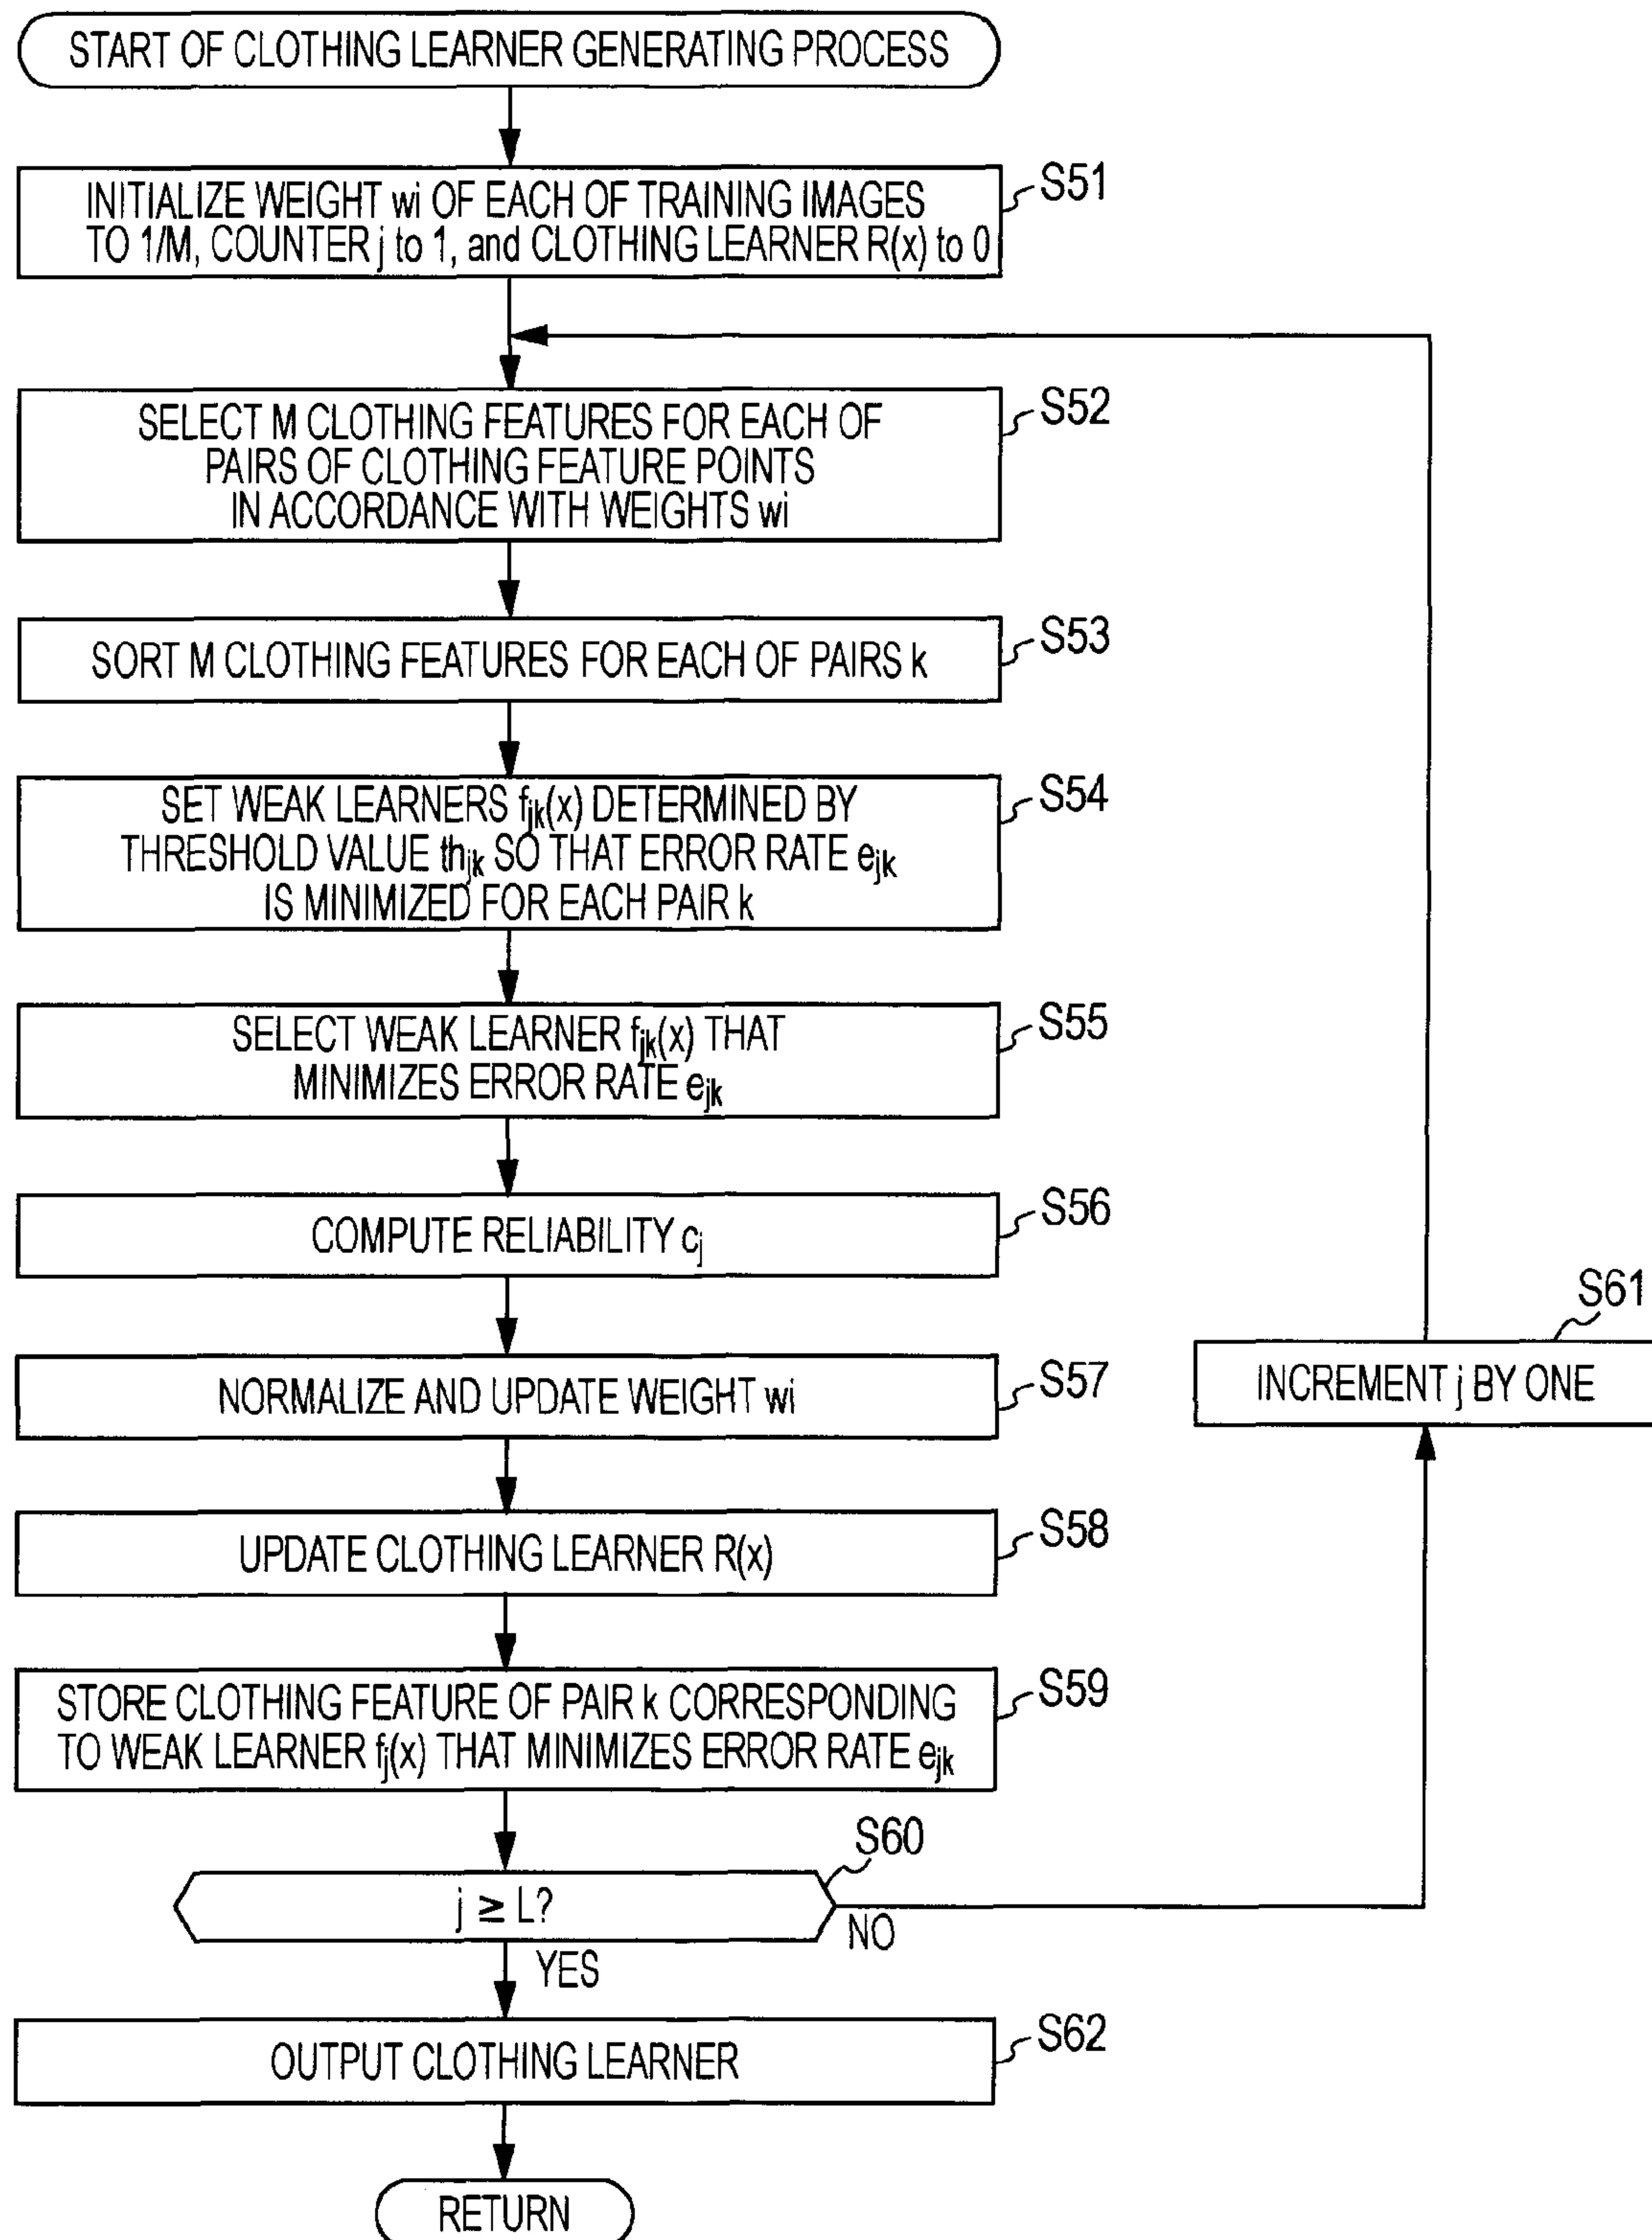 START OF CLOTHING LEARNER GENERATING PROCESS
S51
INITIALIZE WEIGHT wi OF EACH OF TRAINING IMAGES
TO 1/M, COUNTER j to 1, and CLOTHING LEARNER R(x) to 0
S52
SELECT M CLOTHING FEATURES FOR EACH OF
PAIRS OF CLOTHING FEATURE POINTS
IN ACCORDANCE WITH WEIGHTS wi
S53
SORT M CLOTHING FEATURES FOR EACH OF PAIRS k
S54
SET WEAK LEARNERS fjk(x) DETERMINED BY
THRESHOLD VALUE thjk SO THAT ERROR RATE ejk
IS MINIMIZED FOR EACH PAIR k
S55
SELECT WEAK LEARNER fjk(x) THAT
MINIMIZES ERROR RATE ejk
S56
COMPUTE RELIABILITY cj
S57
NORMALIZE AND UPDATE WEIGHT wi
S61
INCREMENT j BY ONE
S58
UPDATE CLOTHING LEARNER R(x)
S59
STORE CLOTHING FEATURE OF PAIR k CORRESPONDING
TO WEAK LEARNER fj(x) THAT MINIMIZES ERROR RATE ejk
S60
j ≥ L?
NO
YES
S62
OUTPUT CLOTHING LEARNER
RETURN